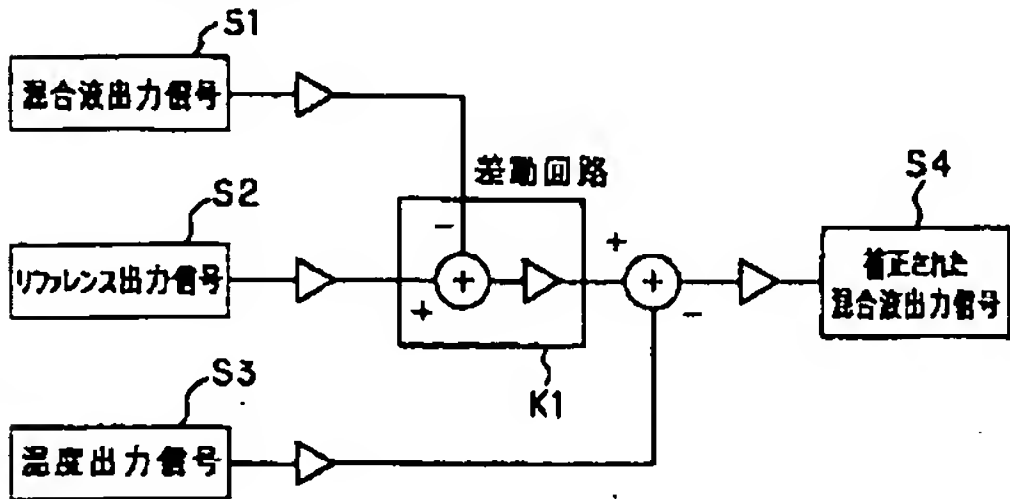 S1
混合液出力信号
差動回路
S2
リファレンス出力信号
S4
補正された
混合液出力信号
-
+
+
+
+
-
K1
S3
温度出力信号